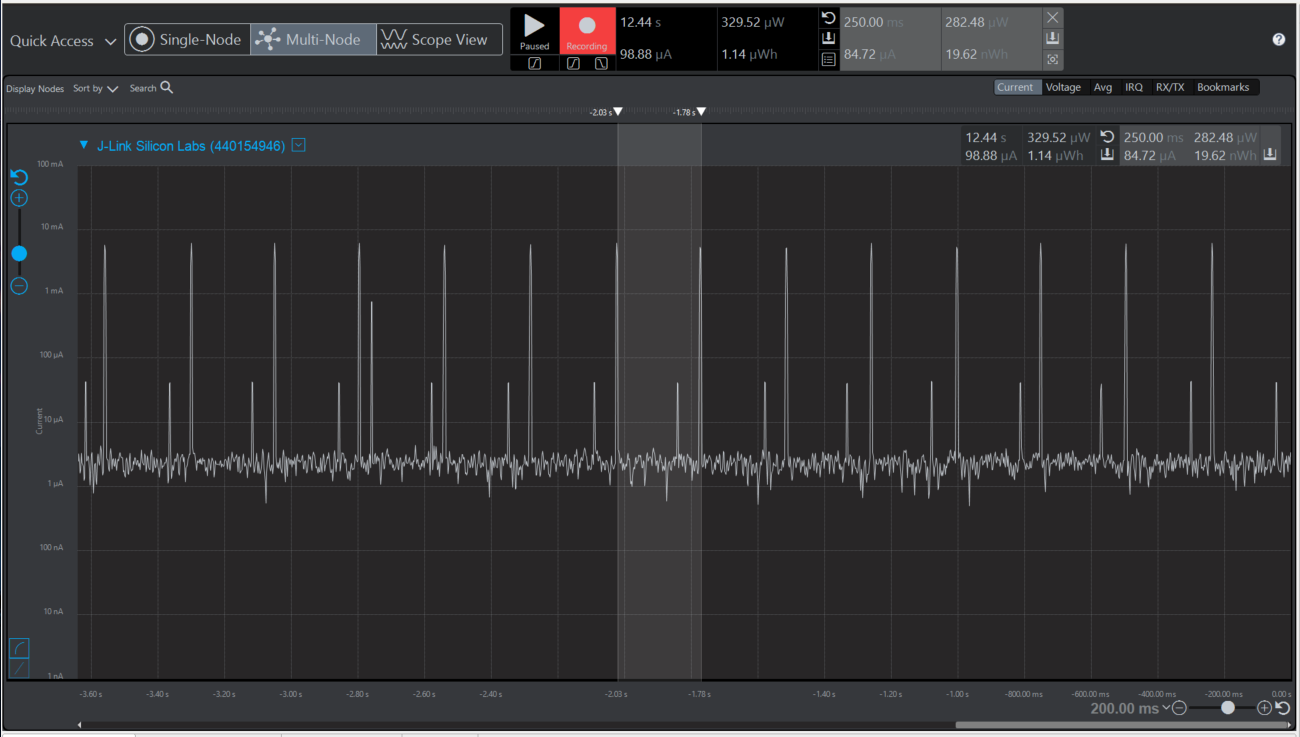 Quick Access Single-Node Multi-Node Scope View
Paused Recording
12.44 s 329.52 µW 250.00 ms 282.48 µW
98.88 µA 1.14 µWh 84.72 µA 19.62 nWh
Display Nodes Sort by Search Current Voltage Avg IRQ RX/TX Bookmarks
-2.03 s -1.78 s
J-Link Silicon Labs (440154946)
12.44 s 329.52 µW 250.00 ms 282.48 µW
98.88 µA 1.14 µWh 84.72 µA 19.62 nWh
100 mA
10 mA
1 mA
100 µA
Current
10 µA
1 µA
100 nA
10 nA
1 nA
-3.60 s -3.40 s -3.20 s -3.00 s -2.80 s -2.60 s -2.40 s -2.03 s -1.78 s -1.40 s -1.20 s -1.00 s -800.00 ms -600.00 ms -400.00 ms -200.00 ms 0.00 s
200.00 ms